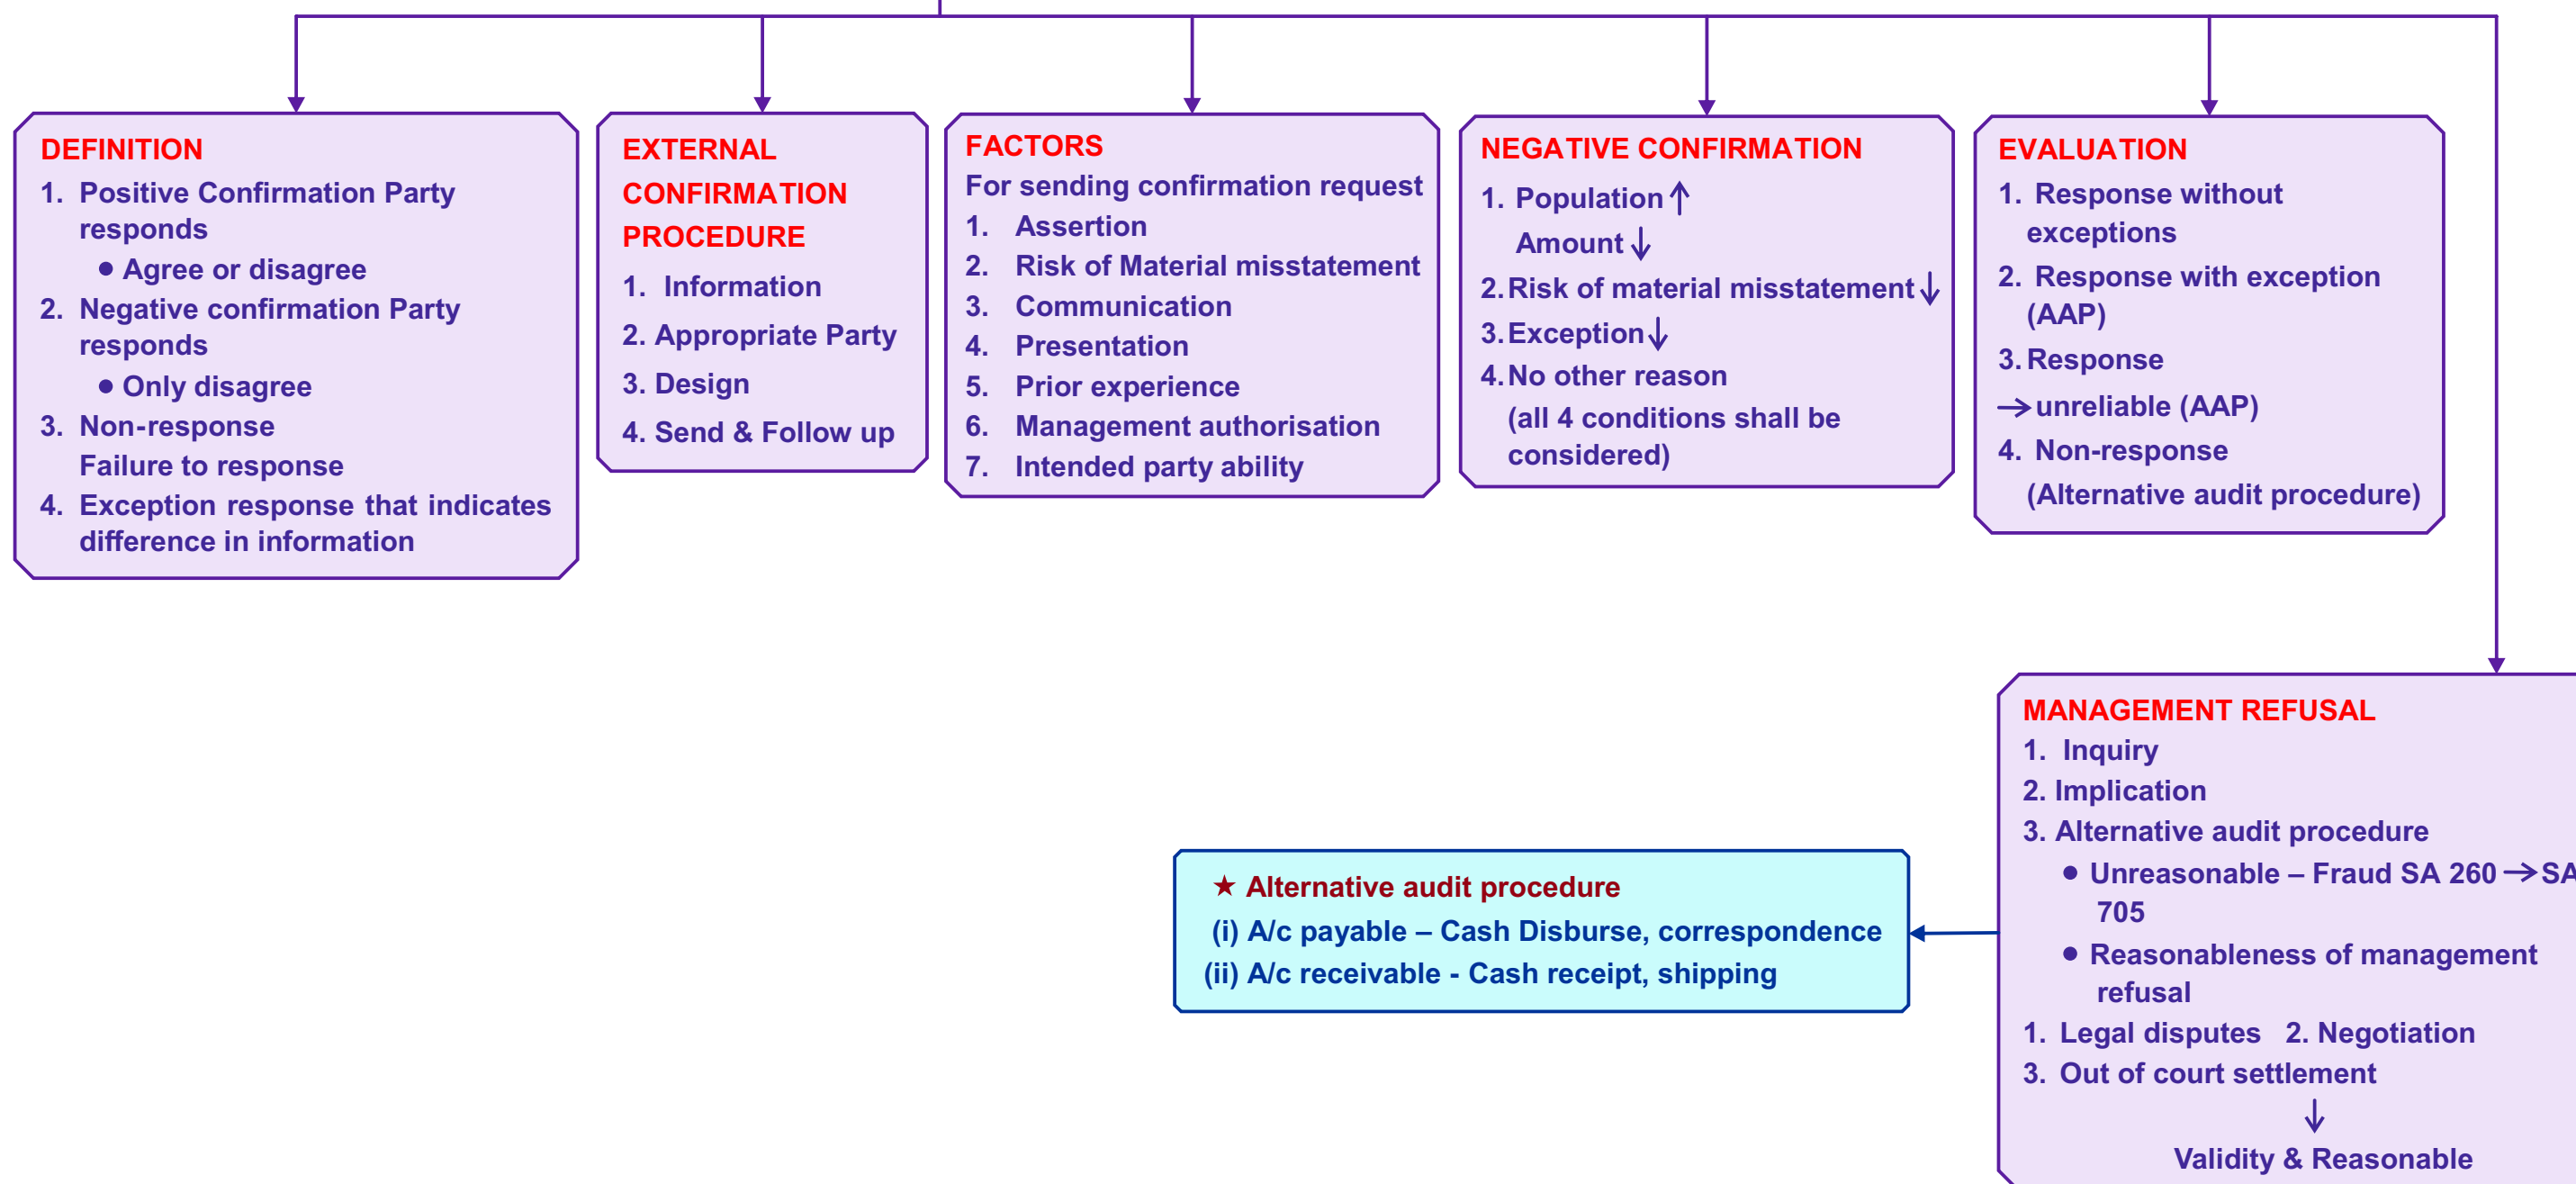 DEFINITION
1. Positive Confirmation Party
responds
• Agree or disagree
2. Negative confirmation Party
responds
• Only disagree
3. Non-response
Failure to response
4. Exception response that indicates
difference in information
EXTERNAL
CONFIRMATION
PROCEDURE
1. Information
2. Appropriate Party
3. Design
4. Send & Follow up
FACTORS
For sending confirmation request
1. Assertion
2. Risk of Material misstatement
3. Communication
4. Presentation
5. Prior experience
6. Management authorisation
7. Intended party ability
NEGATIVE CONFIRMATION
1. Population ↑
Amount ↓
2. Risk of material misstatement ↓
3. Exception ↓
4. No other reason
(all 4 conditions shall be
considered)
EVALUATION
1. Response without
exceptions
2. Response with exception
(AAP)
3. Response
→ unreliable (AAP)
4. Non-response
(Alternative audit procedure)
MANAGEMENT REFUSAL
1. Inquiry
2. Implication
3. Alternative audit procedure
• Unreasonable – Fraud SA 260 → SA
705
• Reasonableness of management
refusal
1. Legal disputes 2. Negotiation
3. Out of court settlement
↓
Validity & Reasonable
★ Alternative audit procedure
(i) A/c payable – Cash Disburse, correspondence
(ii) A/c receivable - Cash receipt, shipping